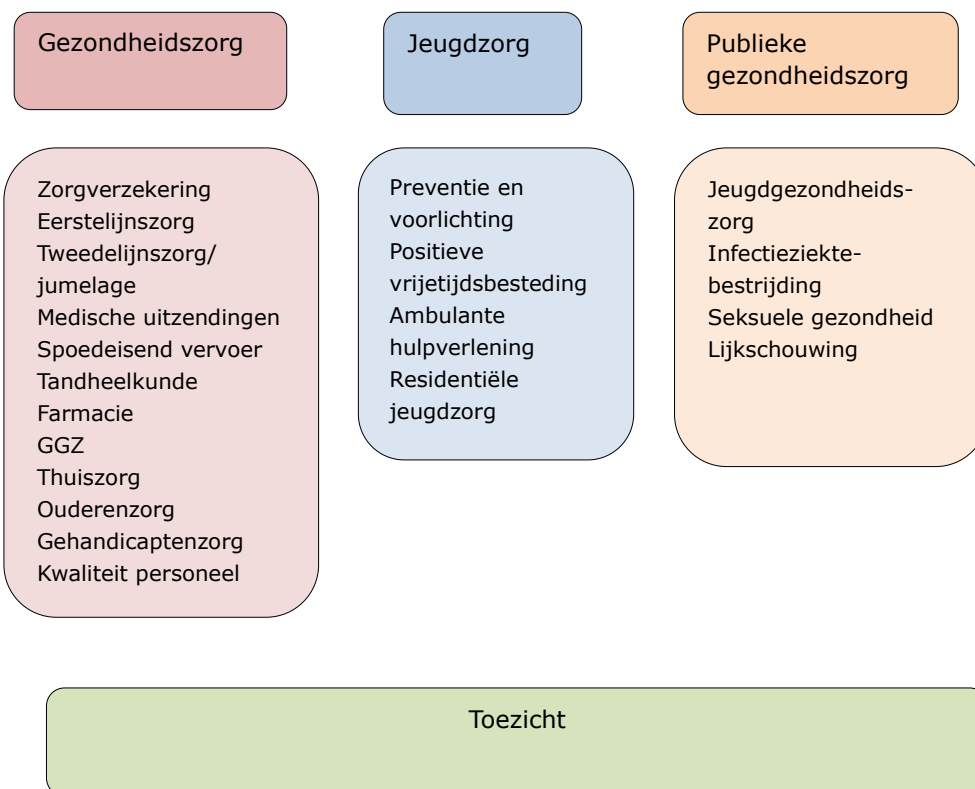 Gezondheidszorg
Jeugdzorg
Publieke
gezondheidszorg
Zorgverzekering
Eerstelijnszorg
Tweedelijnszorg/
jumelage
Medische uitzendingen
Spoedeisend vervoer
Tandheelkunde
Farmacie
GGZ
Thuiszorg
Ouderenzorg
Gehandicaptenzorg
Kwaliteit personeel
Preventie en
voorlichting
Positieve
vrijetijdsbesteding
Ambulante
hulpverlening
Residentiële
jeugdzorg
Jeugdgezondheids-
zorg
Infectieziekte-
bestrijding
Seksuele gezondheid
Lijkschouwing
Toezicht